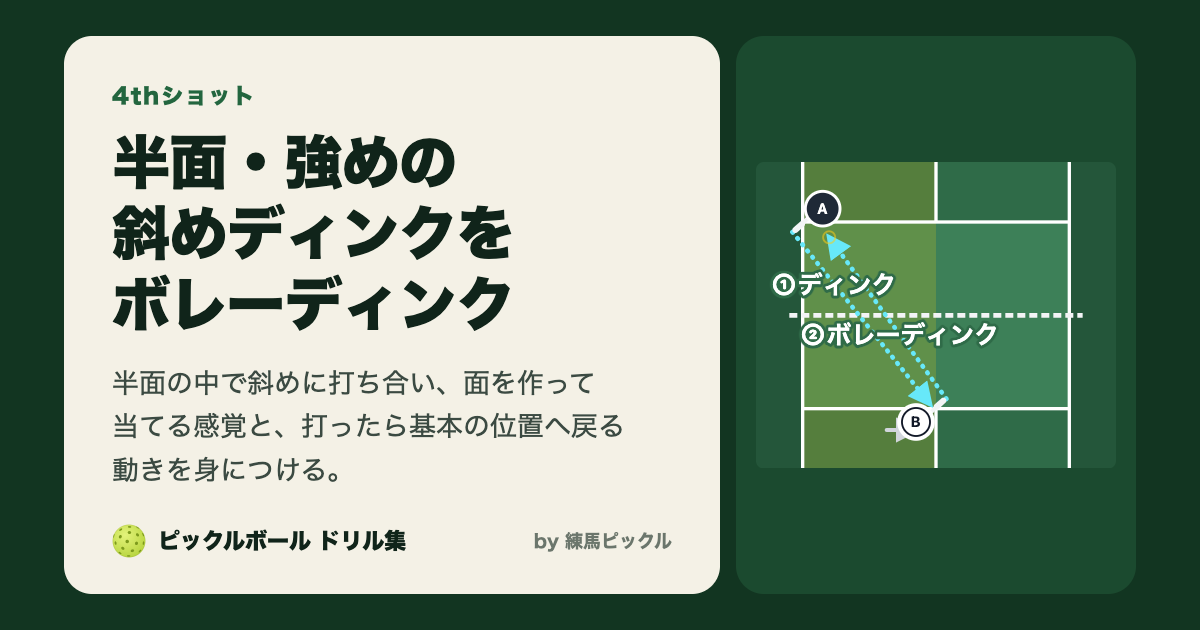 4thショット
半面・強めの
斜めディンクを
ボレーディンク
半面の中で斜めに打ち合い、面を作って
当てる感覚と、打ったら基本の位置へ戻る
動きを身につける。
ピックルボール ドリル集
by 練馬ピックル
A
①ディンク
②ボレーディンク
B